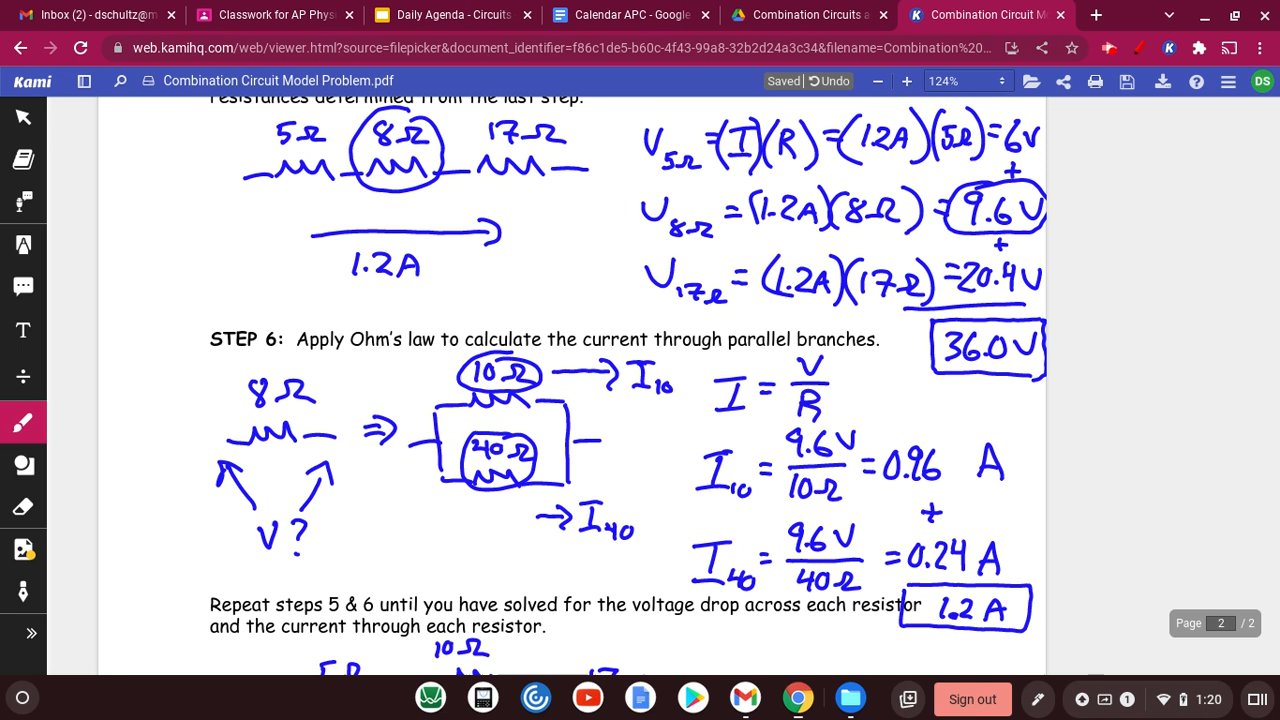 Inbox (4) - dschultz@m
Classwork for AP Physi
Daily Agenda - Circuits
Calendar APC - Google
Combination Circuits a
Combination Circuit M
web.kamihq.com/web/viewer.html?source=filepicker&document_identifier=f86c1de5-b60c-4f43-99a8-32b2d24a3c34&filename=Combination%20...
Kami
Combination Circuit Model Problem.pdf
Saved
Undo
124%
DS
resistances determined from the last step.
5Ω 8Ω 17Ω
1.2A
V5Ω = (I)(R) = (1.2A)(5Ω) = 6V
+
V8Ω = (1.2A)(8Ω) = 9.6V
+
V17Ω = (1.2A)(17Ω) = 20.4V
36.0V
STEP 6: Apply Ohm's law to calculate the current through parallel branches.
8Ω ⇒ 10Ω → I10
40Ω
→ I40
V?
I = V/R
I10 = 9.6V/10Ω = 0.96 A
+
I40 = 9.6V/40Ω = 0.24 A
1.2A
Repeat steps 5 & 6 until you have solved for the voltage drop across each resistor
and the current through each resistor.
10Ω
5Ω 17
Page 2 / 2
Sign out
1
1:20